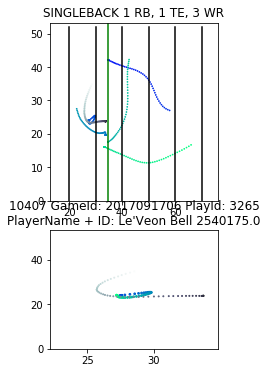 SINGLEBACK 1 RB, 1 TE, 3 WR
50
40
30
20
10
0
20 40 60
10407 GameId: 2017091706 PlayId: 3265
PlayerName + ID: Le'Veon Bell 2540175.0
40
20
0
25 30